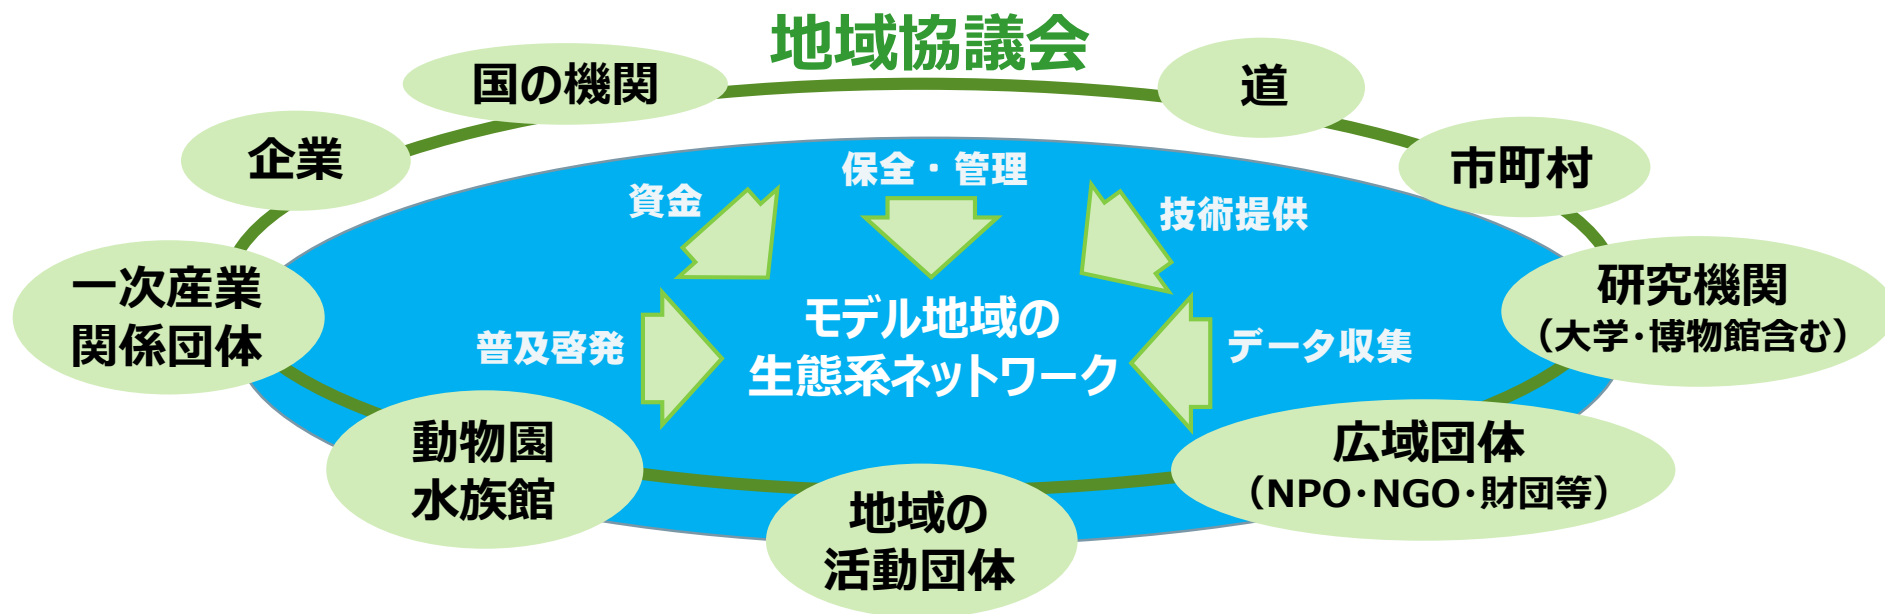 地域協議会
国の機関
道
企業
市町村
保全・管理
資金
技術提供
一次産業
関係団体
研究機関
（大学・博物館含む）
モデル地域の
生態系ネットワーク
普及啓発
データ収集
動物園
水族館
広域団体
（NPO・NGO・財団等）
地域の
活動団体